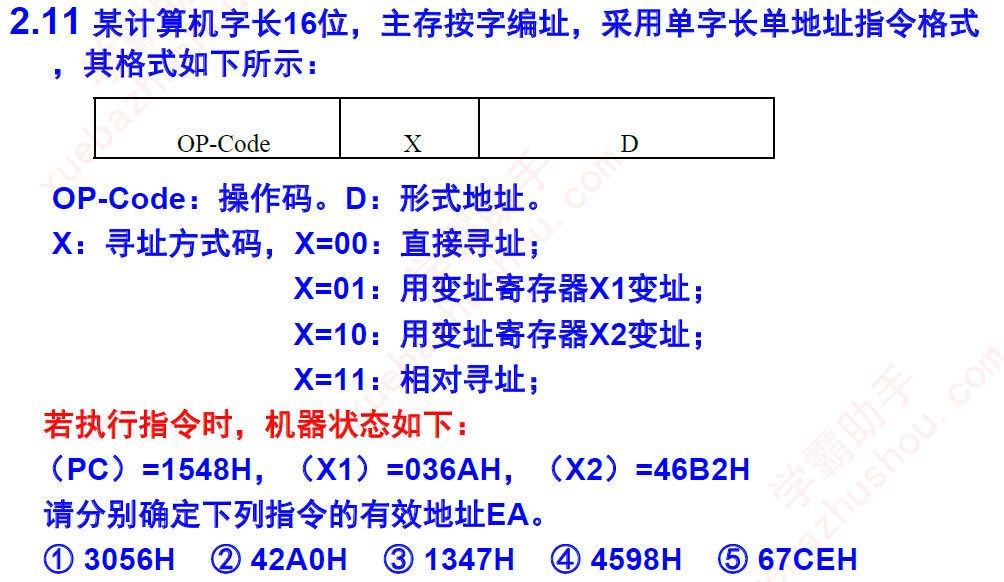 2.11 某计算机字长16位，主存按字编址，采用单字长单地址指令格式
，其格式如下所示：
OP-Code X D
OP-Code：操作码。D：形式地址。
X：寻址方式码，X=00：直接寻址；
X=01：用变址寄存器X1变址；
X=10：用变址寄存器X2变址；
X=11：相对寻址；
若执行指令时，机器状态如下：
（PC）=1548H，（X1）=036AH，（X2）=46B2H
请分别确定下列指令的有效地址EA。
① 3056H ② 42A0H ③ 1347H ④ 4598H ⑤ 67CEH
学霸助手
xuebazhushou.com